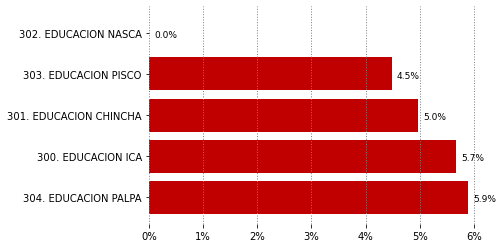 302. EDUCACION NASCA 0.0%
303. EDUCACION PISCO 4.5%
301. EDUCACION CHINCHA 5.0%
300. EDUCACION ICA 5.7%
304. EDUCACION PALPA 5.9%
0% 1% 2% 3% 4% 5% 6%